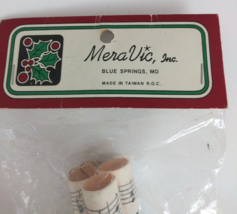 MeraVic, Inc.
BLUE SPRINGS, MO
MADE IN TAIWAN R.O.C.